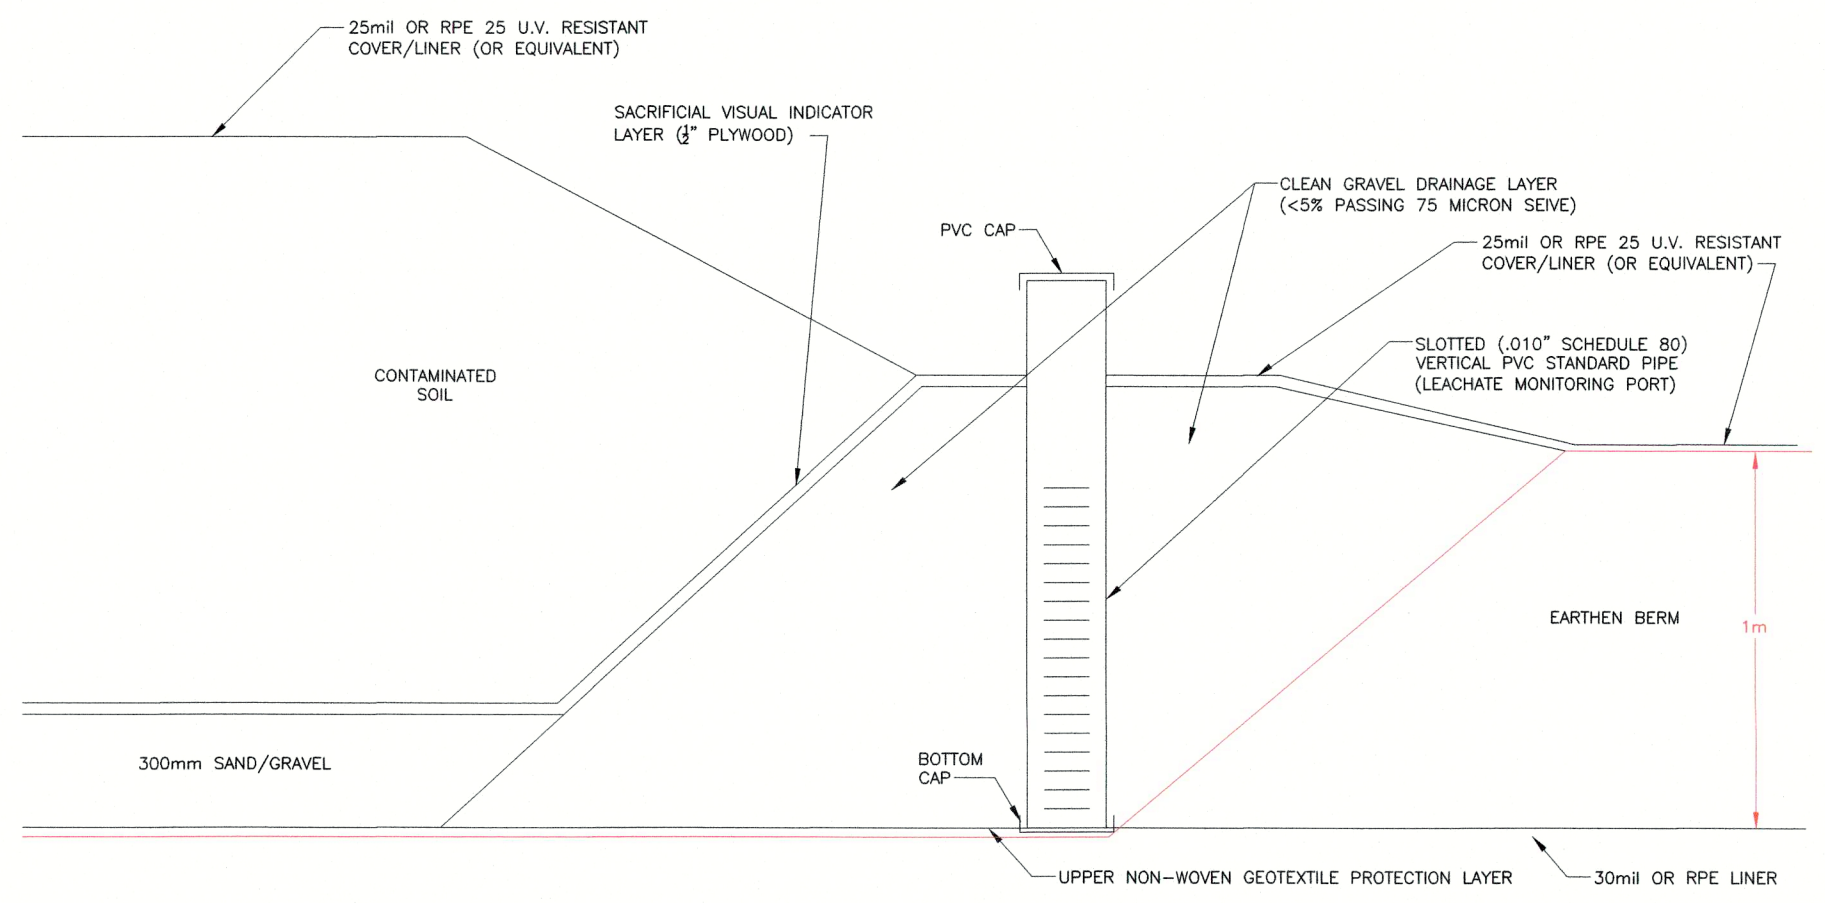 25mil OR RPE 25 U.V. RESISTANT
COVER/LINER (OR EQUIVALENT)
SACRIFICIAL VISUAL INDICATOR
LAYER (½” PLYWOOD)
CLEAN GRAVEL DRAINAGE LAYER
(<5% PASSING 75 MICRON SEIVE)
PVC CAP
25mil OR RPE 25 U.V. RESISTANT
COVER/LINER (OR EQUIVALENT)
SLOTTED (.010” SCHEDULE 80)
VERTICAL PVC STANDARD PIPE
(LEACHATE MONITORING PORT)
CONTAMINATED
SOIL
EARTHEN BERM
1m
300mm SAND/GRAVEL
BOTTOM
CAP
UPPER NON-WOVEN GEOTEXTILE PROTECTION LAYER
30mil OR RPE LINER